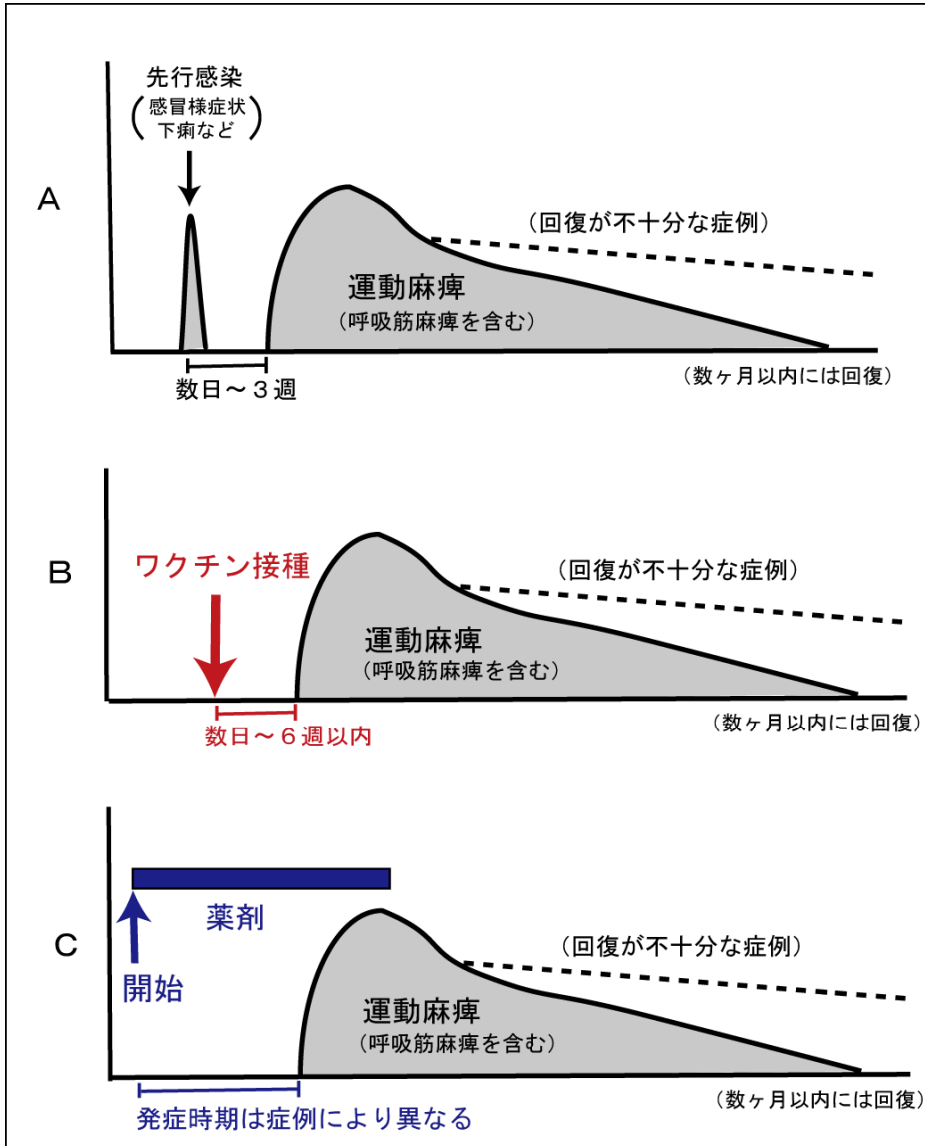 A
先行感染
(感冒様症状
下痢など)
(回復が不十分な症例)
運動麻痺
(呼吸筋麻痺を含む)
数日～３週
(数ヶ月以内には回復)
B
ワクチン接種
(回復が不十分な症例)
運動麻痺
(呼吸筋麻痺を含む)
数日～６週以内
(数ヶ月以内には回復)
C
薬剤
開始
(回復が不十分な症例)
運動麻痺
(呼吸筋麻痺を含む)
発症時期は症例により異なる
(数ヶ月以内には回復)